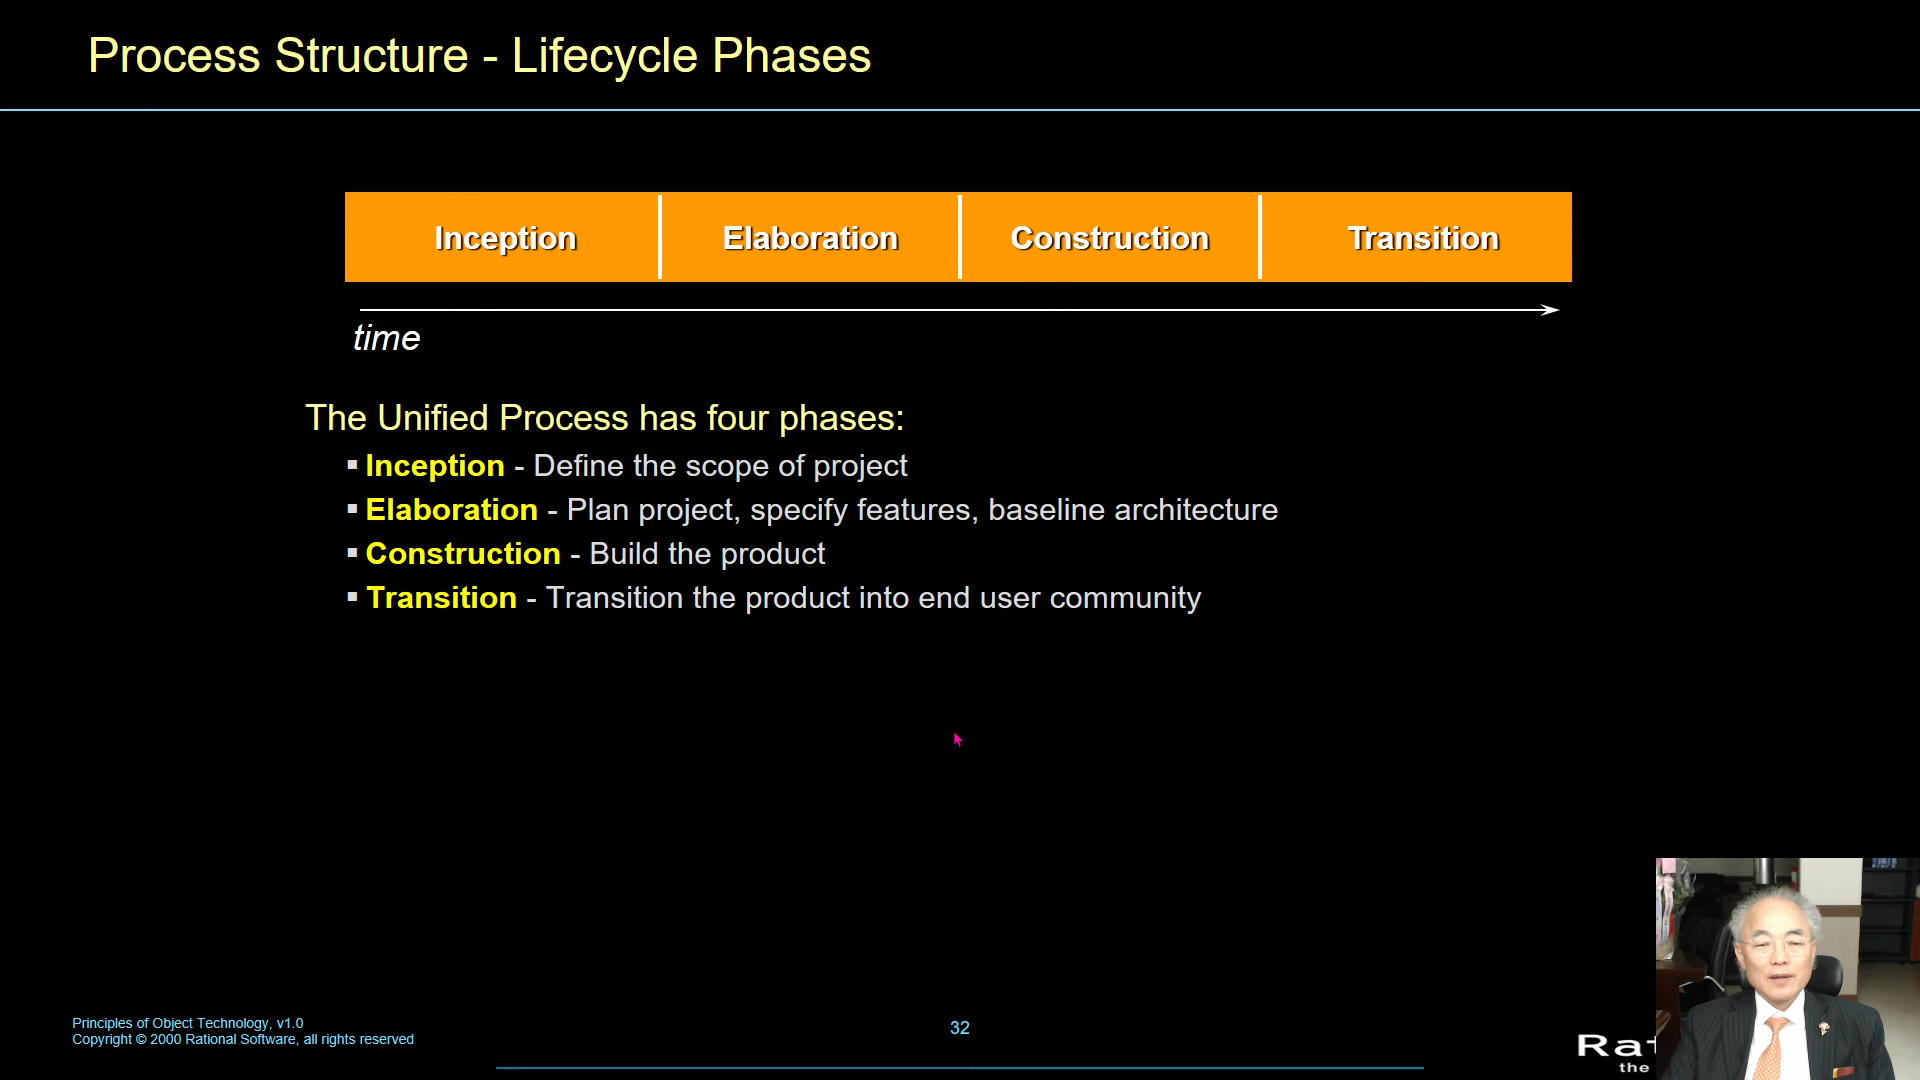 Process Structure - Lifecycle Phases
Inception Elaboration Construction Transition
time
The Unified Process has four phases:
▪ Inception - Define the scope of project
▪ Elaboration - Plan project, specify features, baseline architecture
▪ Construction - Build the product
▪ Transition - Transition the product into end user community
Principles of Object Technology, v1.0
Copyright © 2000 Rational Software, all rights reserved
32
the